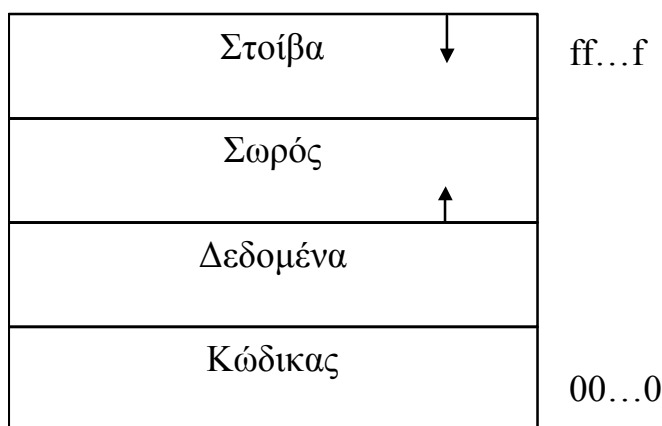 Στοίβα
ff…f
Σωρός
Δεδομένα
Κώδικας
00…0